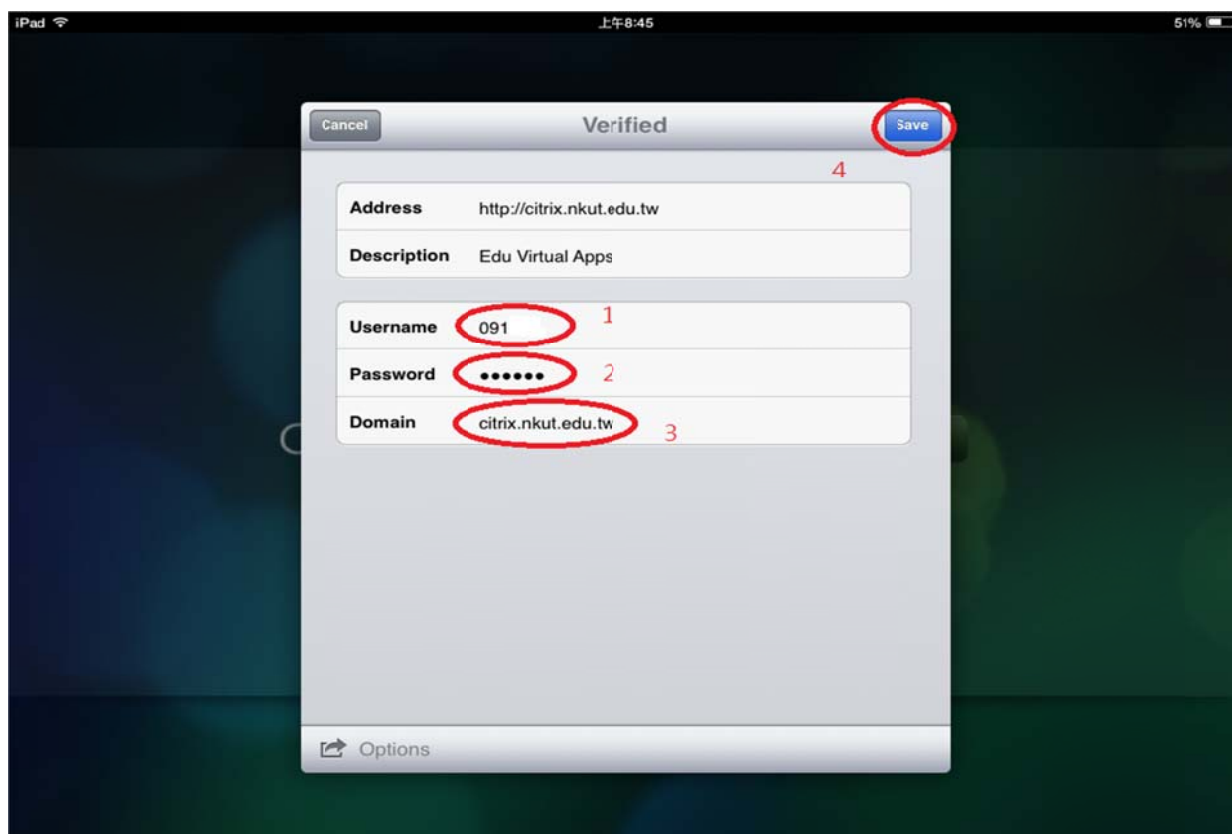 iPad 上午8:45 51%
Cancel Verified Save
4
Address http://citrix.nkut.edu.tw
Description Edu Virtual Apps
Username 091 1
Password •••••• 2
Domain citrix.nkut.edu.tw 3
Options